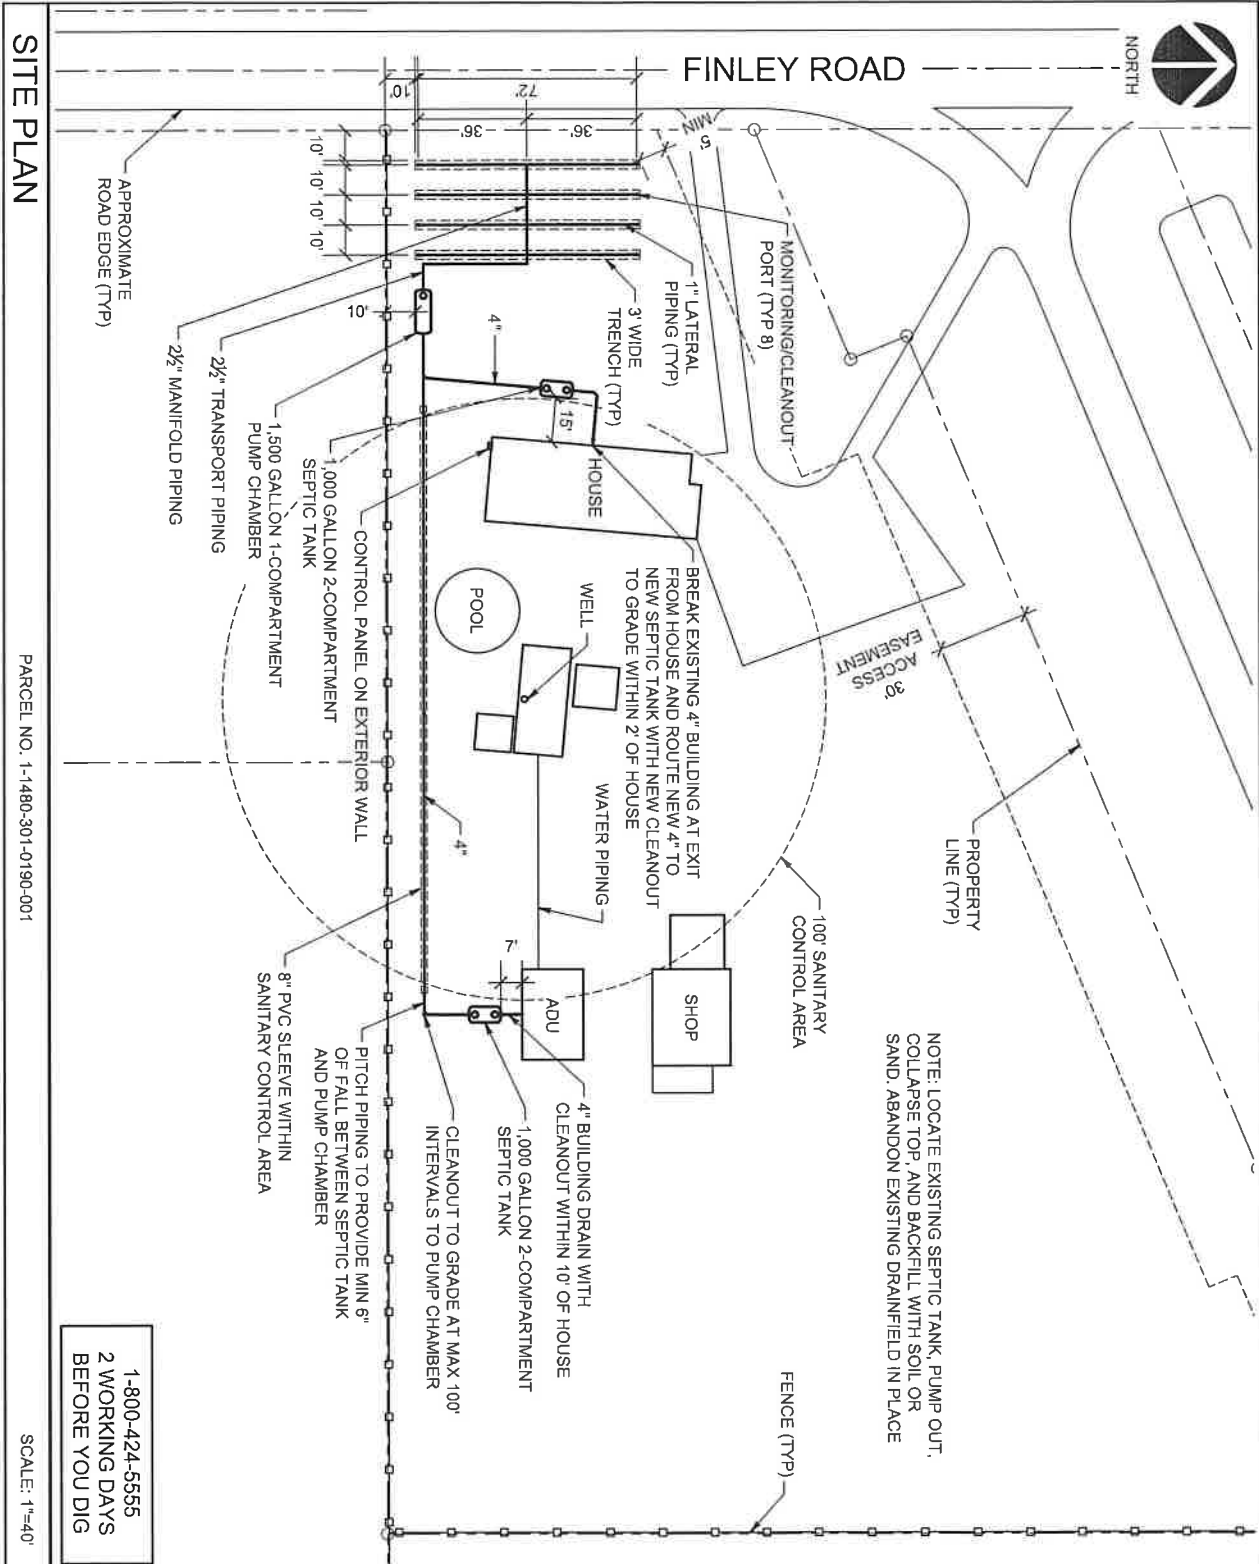 NORTH
FINLEY ROAD
10'
72'
36'
36'
5
MIN
10'
10'
10'
10'
APPROXIMATE
ROAD EDGE (TYP)
MONITORING/CLEANOUT
PORT (TYP 8)
1" LATERAL
PIPING (TYP)
3' WIDE
TRENCH (TYP)
10'
4"
15'
2½" MANIFOLD PIPING
2½" TRANSPORT PIPING
1,500 GALLON 1-COMPARTMENT
PUMP CHAMBER
1,000 GALLON 2-COMPARTMENT
SEPTIC TANK
CONTROL PANEL ON EXTERIOR WALL
HOUSE
BREAK EXISTING 4" BUILDING AT EXIT
FROM HOUSE AND ROUTE NEW 4" TO
NEW SEPTIC TANK WITH NEW CLEANOUT
TO GRADE WITHIN 2' OF HOUSE
POOL
WELL
WATER PIPING
30'
ACCESS
EASEMENT
PROPERTY
LINE (TYP)
100' SANITARY
CONTROL AREA
4"
7'
ADU
SHOP
8" PVC SLEEVE WITHIN
SANITARY CONTROL AREA
PITCH PIPING TO PROVIDE MIN 6"
OF FALL BETWEEN SEPTIC TANK
AND PUMP CHAMBER
CLEANOUT TO GRADE AT MAX 100'
INTERVALS TO PUMP CHAMBER
1,000 GALLON 2-COMPARTMENT
SEPTIC TANK
4" BUILDING DRAIN WITH
CLEANOUT WITHIN 10' OF HOUSE
NOTE: LOCATE EXISTING SEPTIC TANK, PUMP OUT,
COLLAPSE TOP, AND BACKFILL WITH SOIL OR
SAND. ABANDON EXISTING DRAINFIELD IN PLACE
FENCE (TYP)
1-800-424-5555
2 WORKING DAYS
BEFORE YOU DIG
SITE PLAN
PARCEL NO. 1-1480-301-0190-001
SCALE: 1"=40'